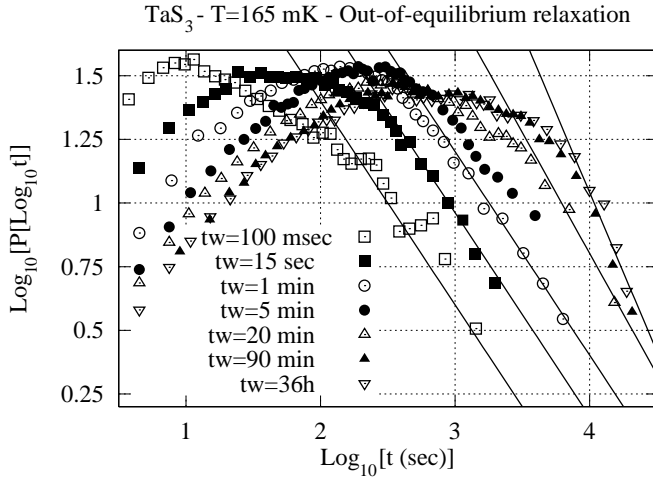 TaS3 - T=165 mK - Out-of-equilibrium relaxation
Log10[P[Log10t]]
1.5
1.25
1
0.75
0.5
0.25
tw=100 msec
tw=15 sec
tw=1 min
tw=5 min
tw=20 min
tw=90 min
tw=36h
1 2 3 4
Log10[t (sec)]